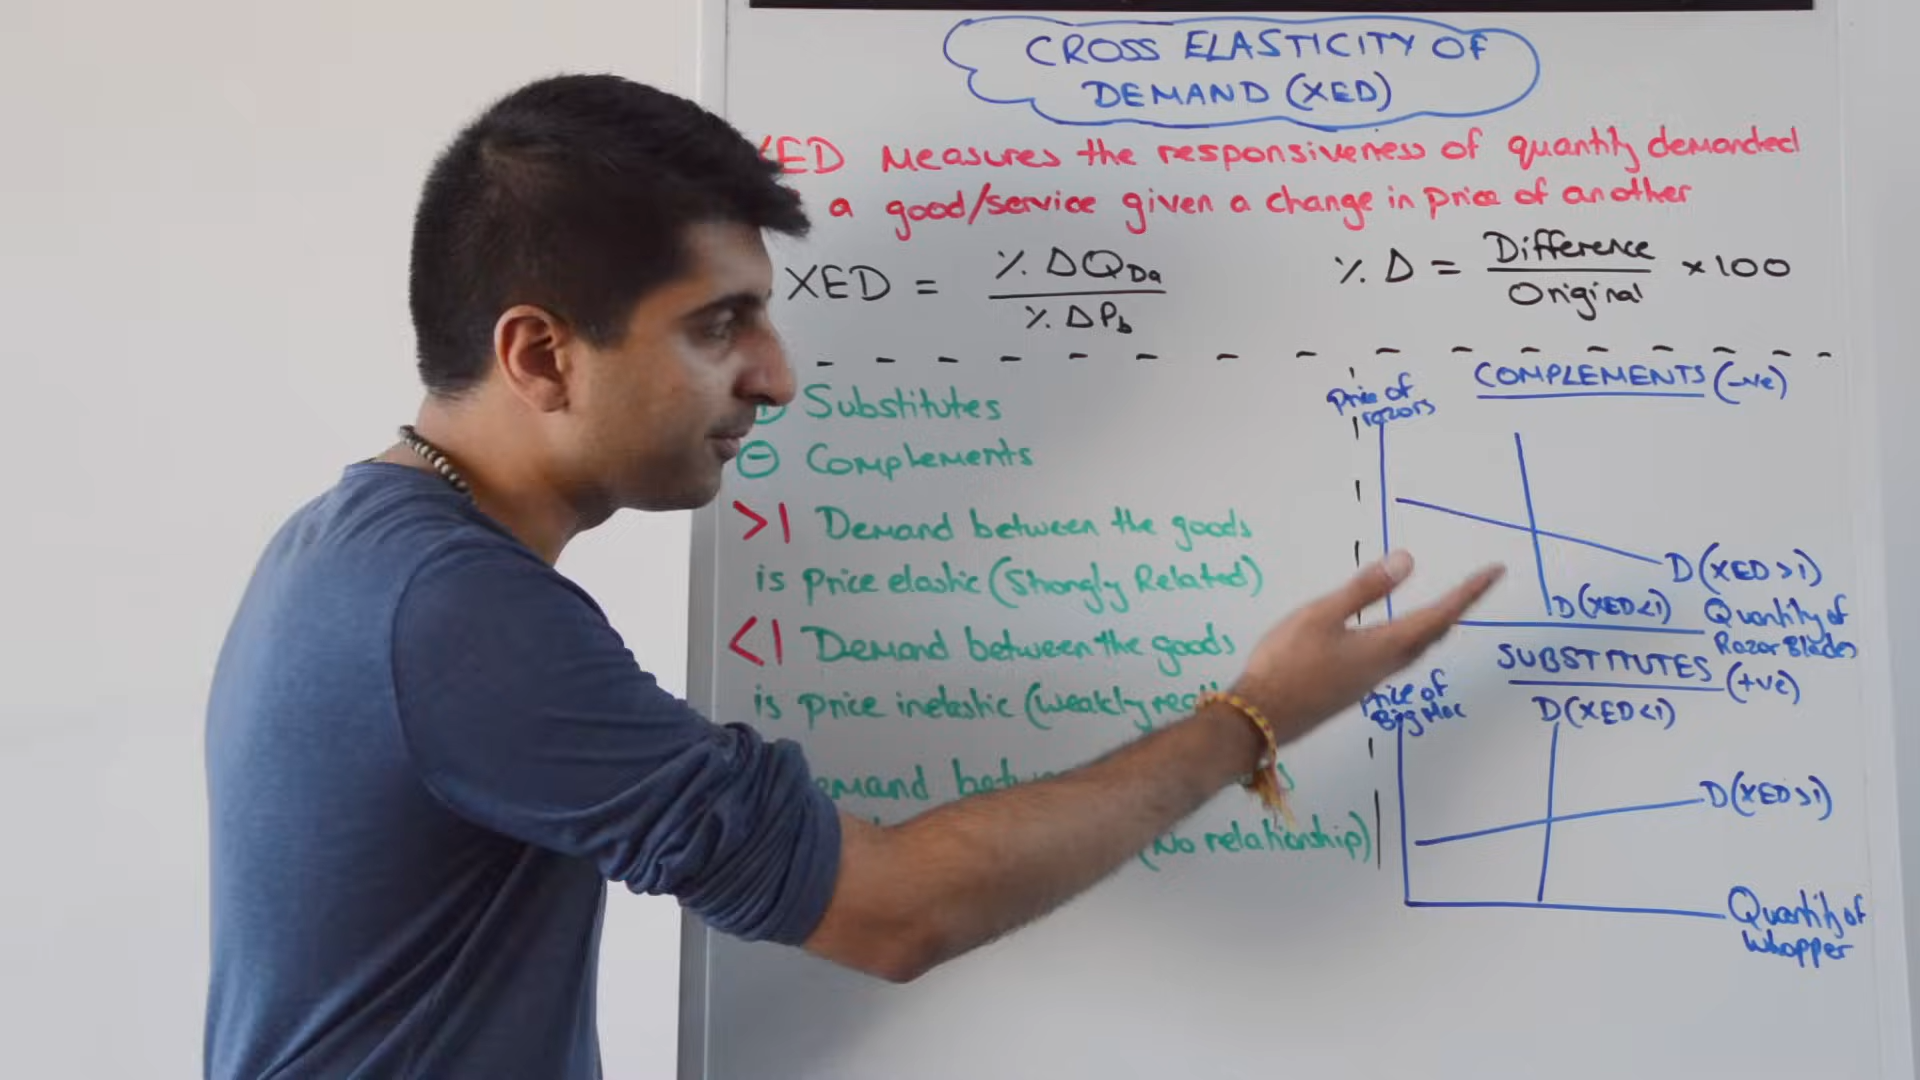 CROSS ELASTICITY OF
DEMAND (XED)
XED Measures the responsiveness of quantity demanded
a good/service given a change in price of another
XED = %ΔQDa / %ΔPb
%Δ = Difference / Original ×100
Substitutes
⊖ Complements
>1 Demand between the goods
is price elastic (Strongly Related)
<1 Demand between the goods
is price inelastic (weakly
(No relationship)
COMPLEMENTS (-ve)
Price of
razors
D(XED>1)
D(XED<1)
Quantity of
Razor Blades
SUBSTITUTES (+ve)
Price of
Big Mac
D(XED<1)
D(XED>1)
Quantity of
Whopper